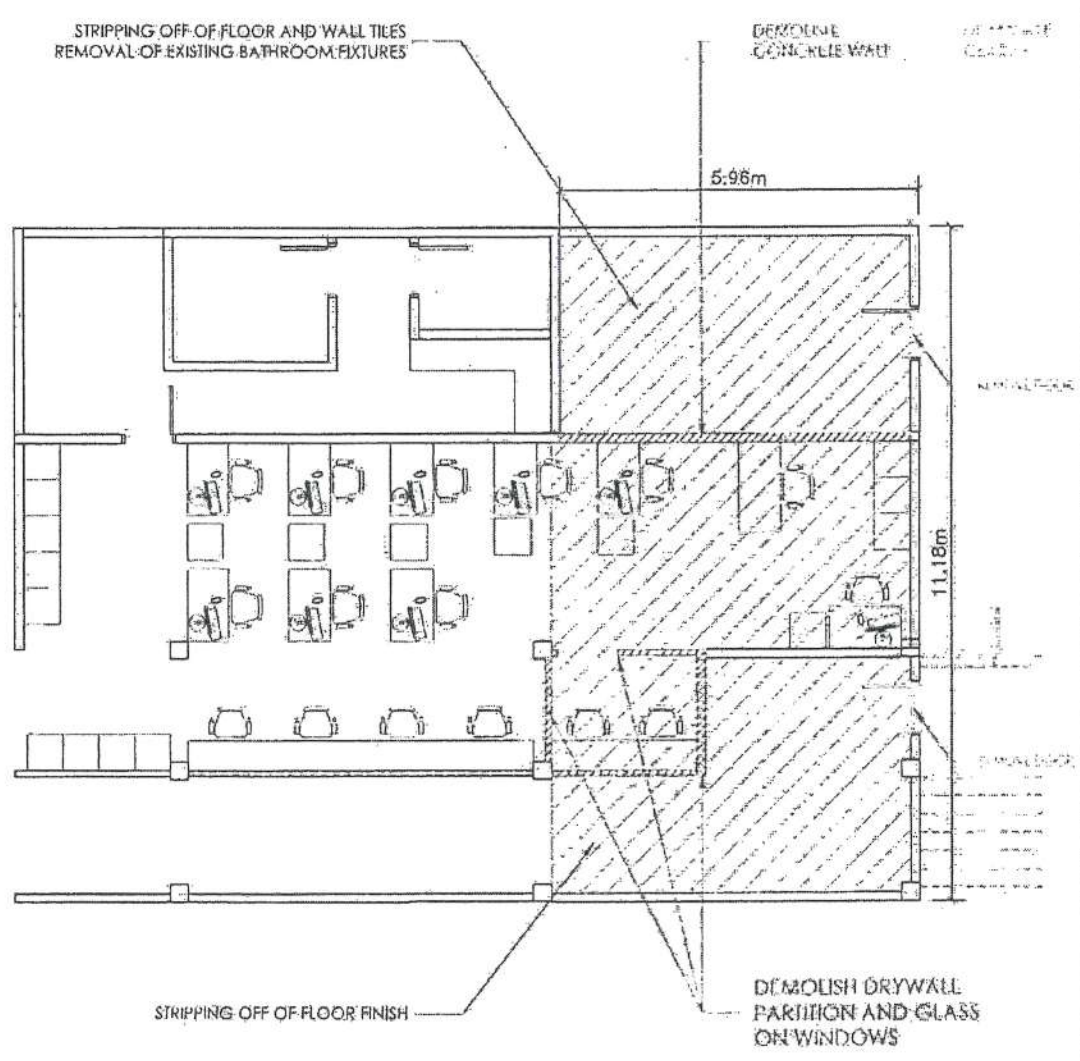 STRIPPING OFF OF FLOOR AND WALL TILES
REMOVAL OF EXISTING BATHROOM FIXTURES
DEMOLISH
CONCRETE WALL
5.96m
11.18m
STRIPPING OFF OF FLOOR FINISH
DEMOLISH DRYWALL
PARTITION AND GLASS
ON WINDOWS